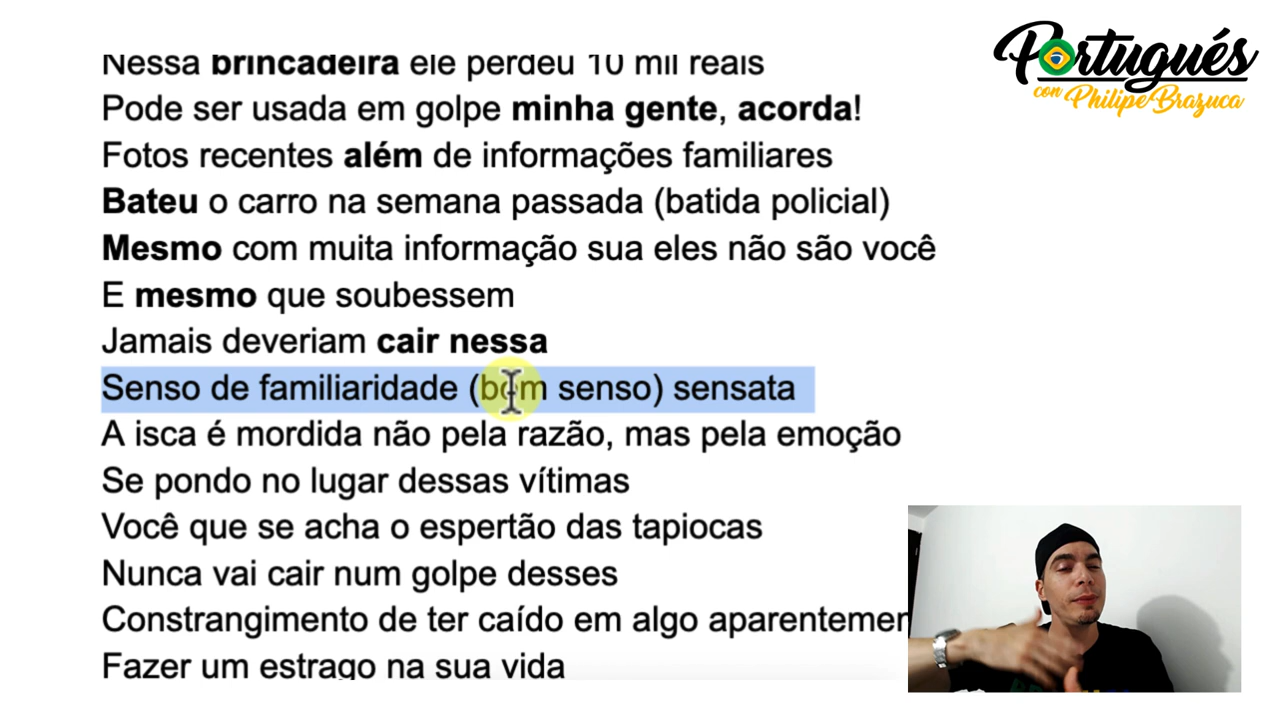 Portugués
con PhilipeBrazuca
Nessa brincadeira ele perdeu 10 mil reais
Pode ser usada em golpe minha gente, acorda!
Fotos recentes além de informações familiares
Bateu o carro na semana passada (batida policial)
Mesmo com muita informação sua eles não são você
E mesmo que soubessem
Jamais deveriam cair nessa
Senso de familiaridade (bom senso) sensata
A isca é mordida não pela razão, mas pela emoção
Se pondo no lugar dessas vítimas
Você que se acha o espertão das tapiocas
Nunca vai cair num golpe desses
Constrangimento de ter caído em algo aparentemen
Fazer um estrago na sua vida